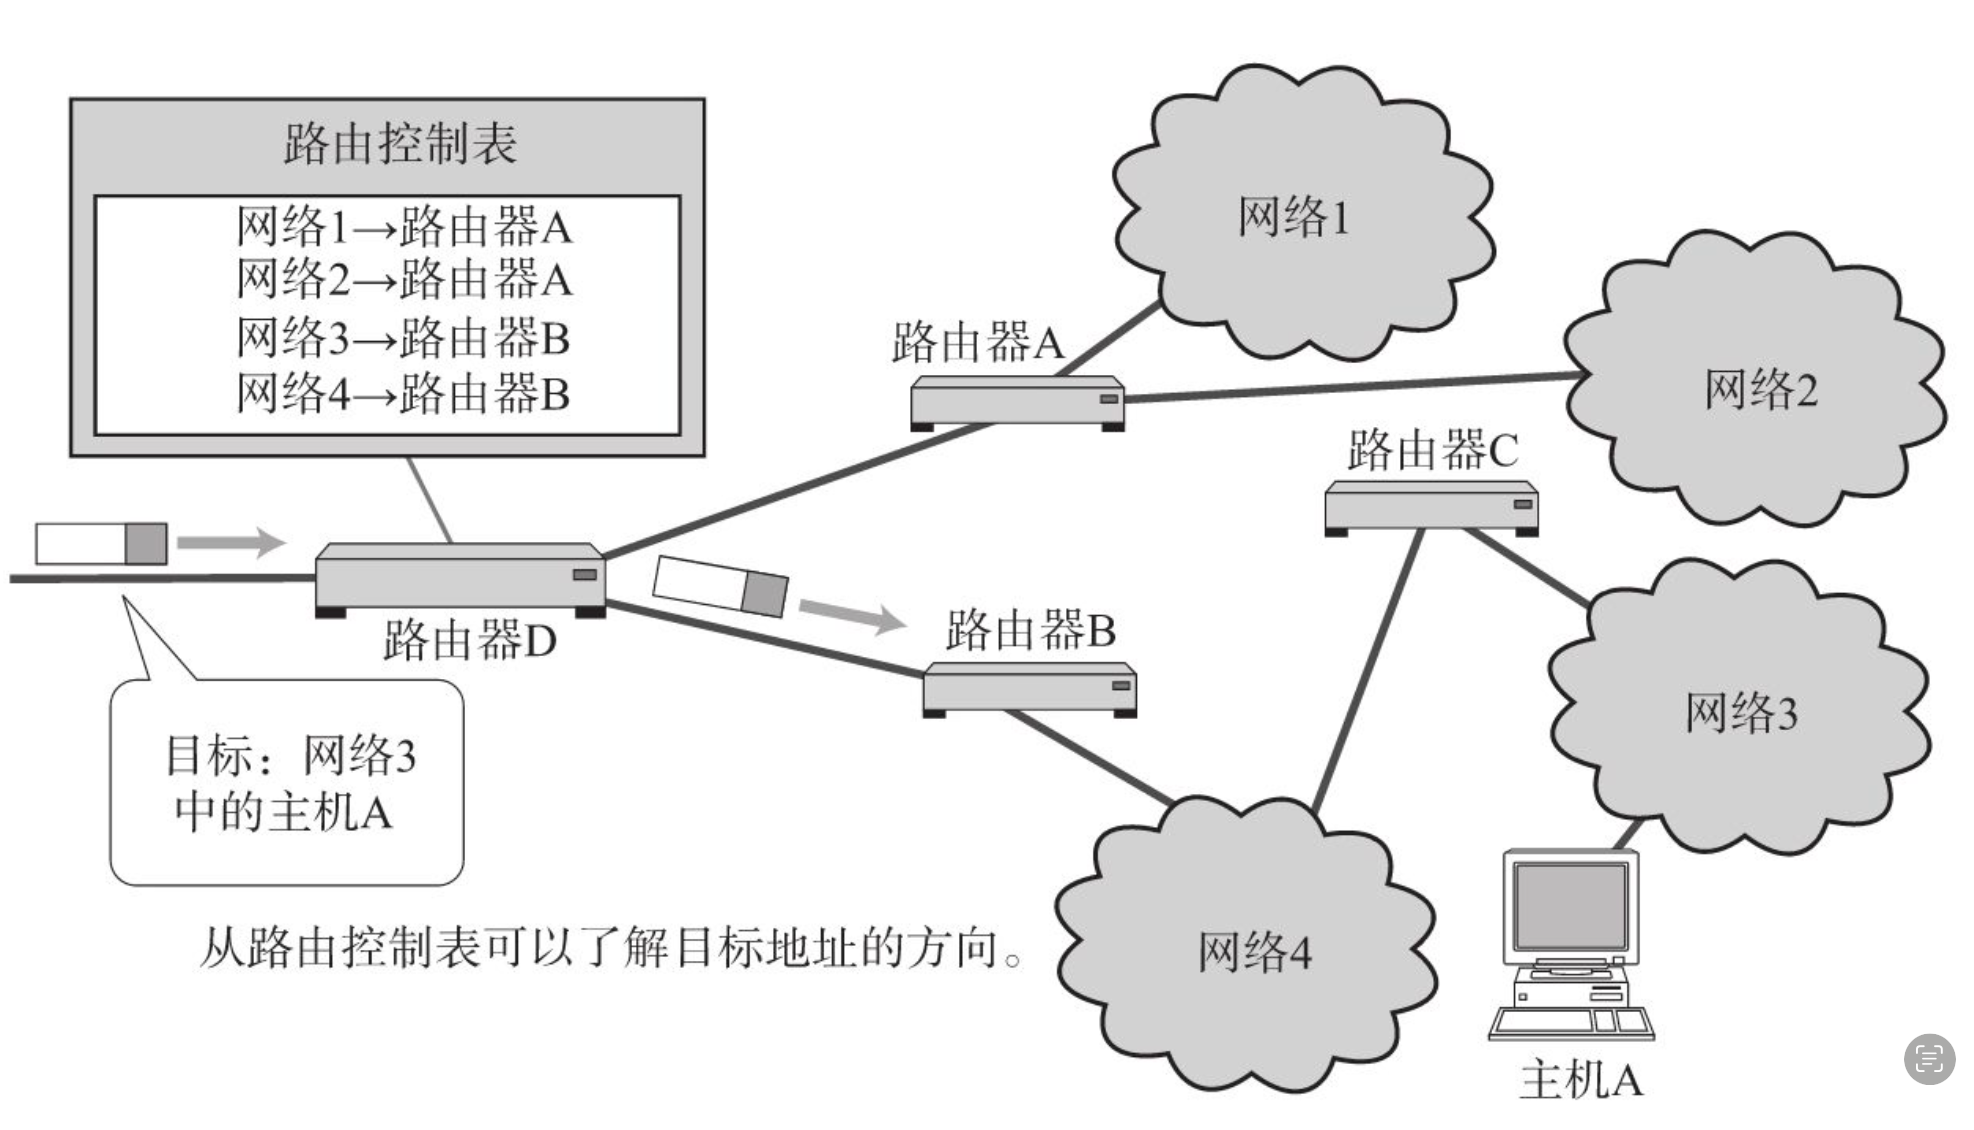 路由控制表
网络1→路由器A
网络2→路由器A
网络3→路由器B
网络4→路由器B
网络1
路由器A
网络2
路由器C
路由器D
路由器B
网络3
目标：网络3
中的主机A
从路由控制表可以了解目标地址的方向。
网络4
主机A